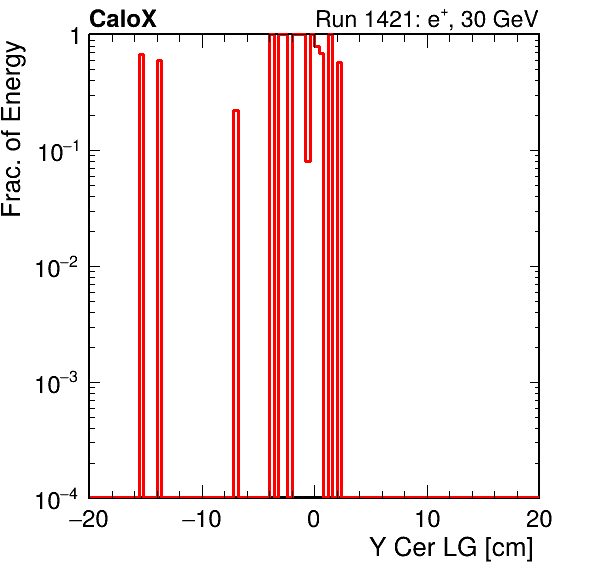 CaloX Run 1421: e⁺, 30 GeV
Frac. of Energy
1
10⁻¹
10⁻²
10⁻³
10⁻⁴
−20 −10 0 10 20
Y Cer LG [cm]